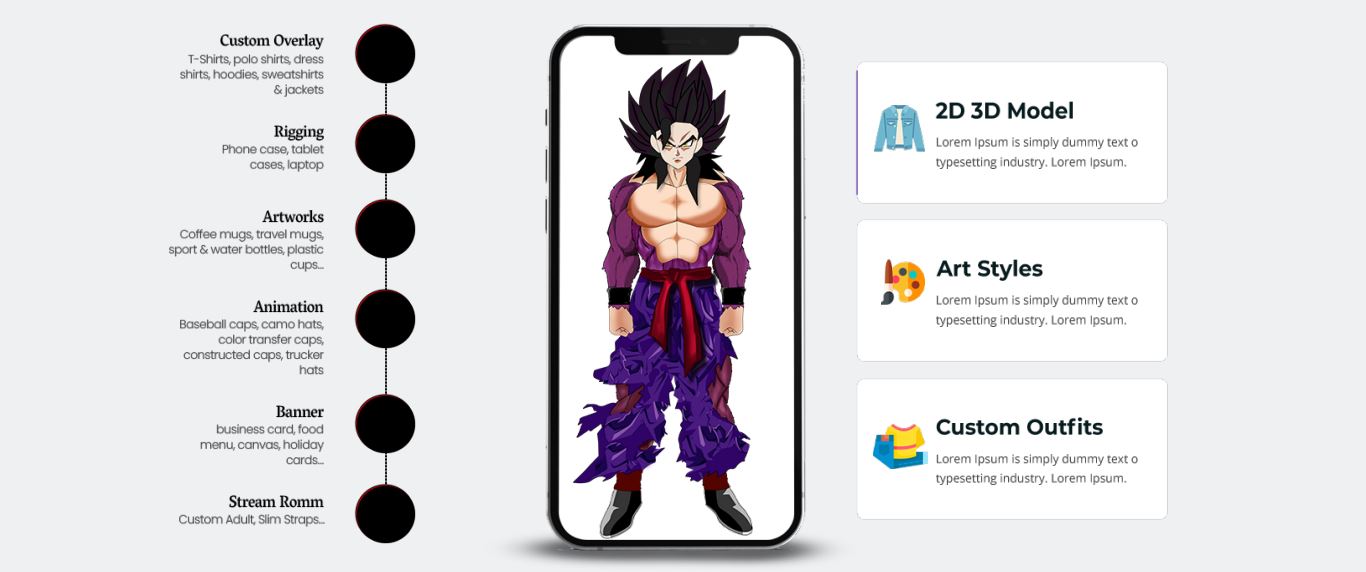 Custom Overlay
T-Shirts, polo shirts, dress
shirts, hoodies, sweatshirts
& jackets
Rigging
Phone case, tablet
cases, laptop
Artworks
Coffee mugs, travel mugs,
sport & water bottles, plastic
cups...
Animation
Baseball caps, camo hats,
color transfer caps,
constructed caps, trucker
hats
Banner
business card, food
menu, canvas, holiday
cards...
Stream Romm
Custom Adult, Slim Straps...
2D 3D Model
Lorem Ipsum is simply dummy text o
typesetting industry. Lorem Ipsum.
Art Styles
Lorem Ipsum is simply dummy text o
typesetting industry. Lorem Ipsum.
Custom Outfits
Lorem Ipsum is simply dummy text o
typesetting industry. Lorem Ipsum.